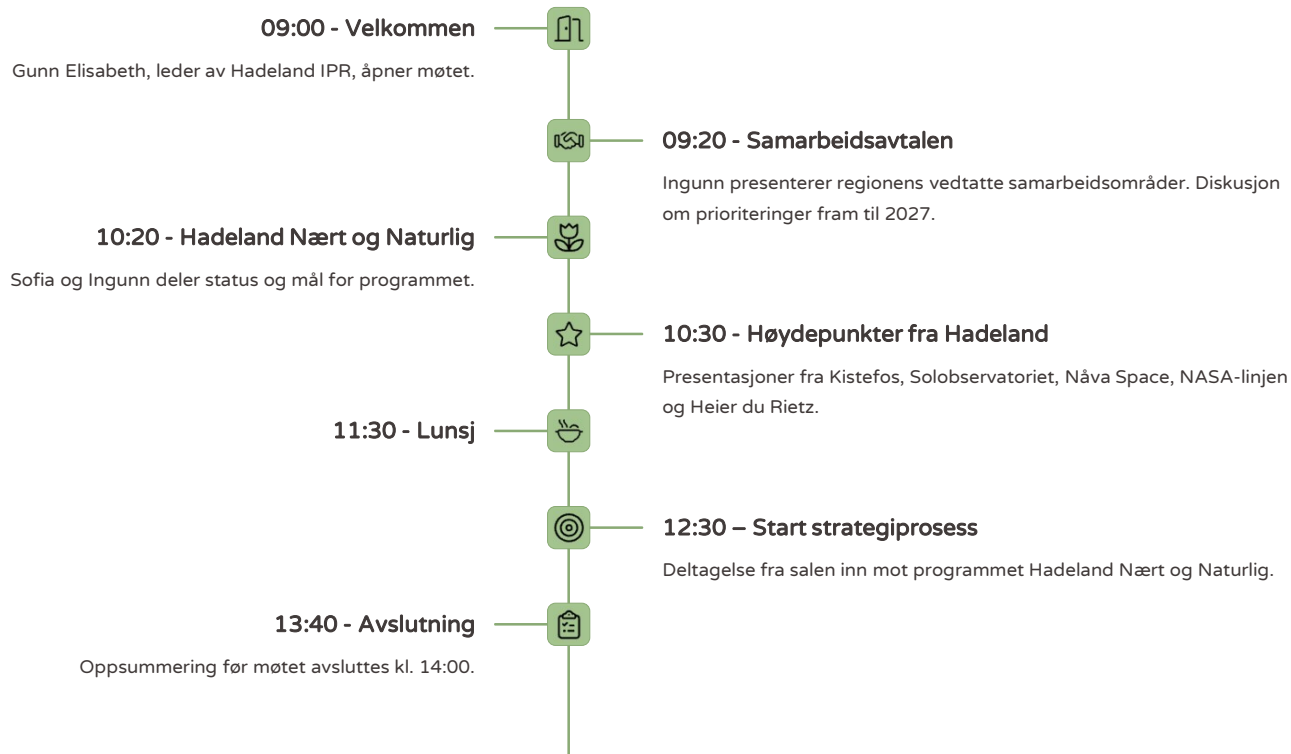 09:00 - Velkommen
Gunn Elisabeth, leder av Hadeland IPR, åpner møtet.
09:20 - Samarbeidsavtalen
Ingunn presenterer regionens vedtatte samarbeidsområder. Diskusjon
om prioriteringer fram til 2027.
10:20 - Hadeland Nært og Naturlig
Sofia og Ingunn deler status og mål for programmet.
10:30 - Høydepunkter fra Hadeland
Presentasjoner fra Kistefos, Solobservatoriet, Nåva Space, NASA-linjen
og Heier du Rietz.
11:30 - Lunsj
12:30 – Start strategiprosess
Deltagelse fra salen inn mot programmet Hadeland Nært og Naturlig.
13:40 - Avslutning
Oppsummering før møtet avsluttes kl. 14:00.